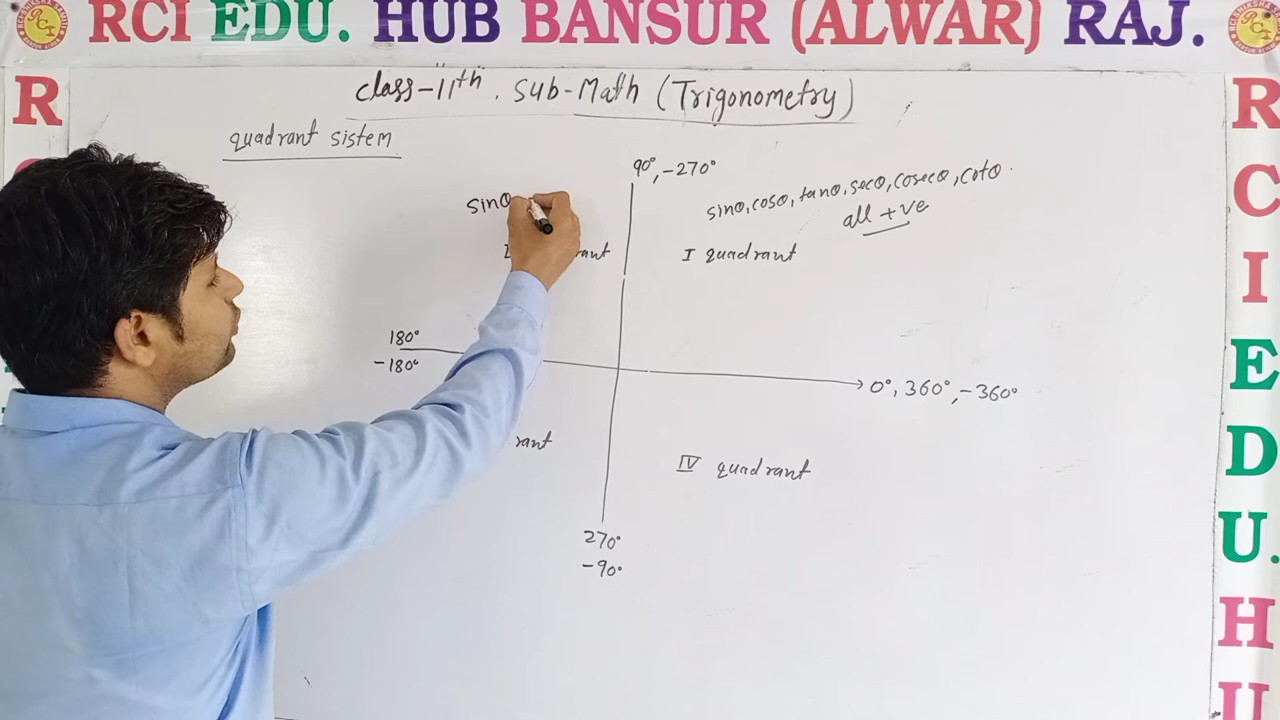 RCI EDU. HUB BANSUR (ALWAR) RAJ.
class-11th. Sub-Math (Trigonometry)
quadrant sistem
90°, -270°
sinθ, cosθ, tanθ, secθ, cosecθ, cotθ.
all +ve
sinθ
I quadrant
180°
-180°
0°, 360°, -360°
IV quadrant
270°
-90°
R
C
I
E
D
U.
H
U
R